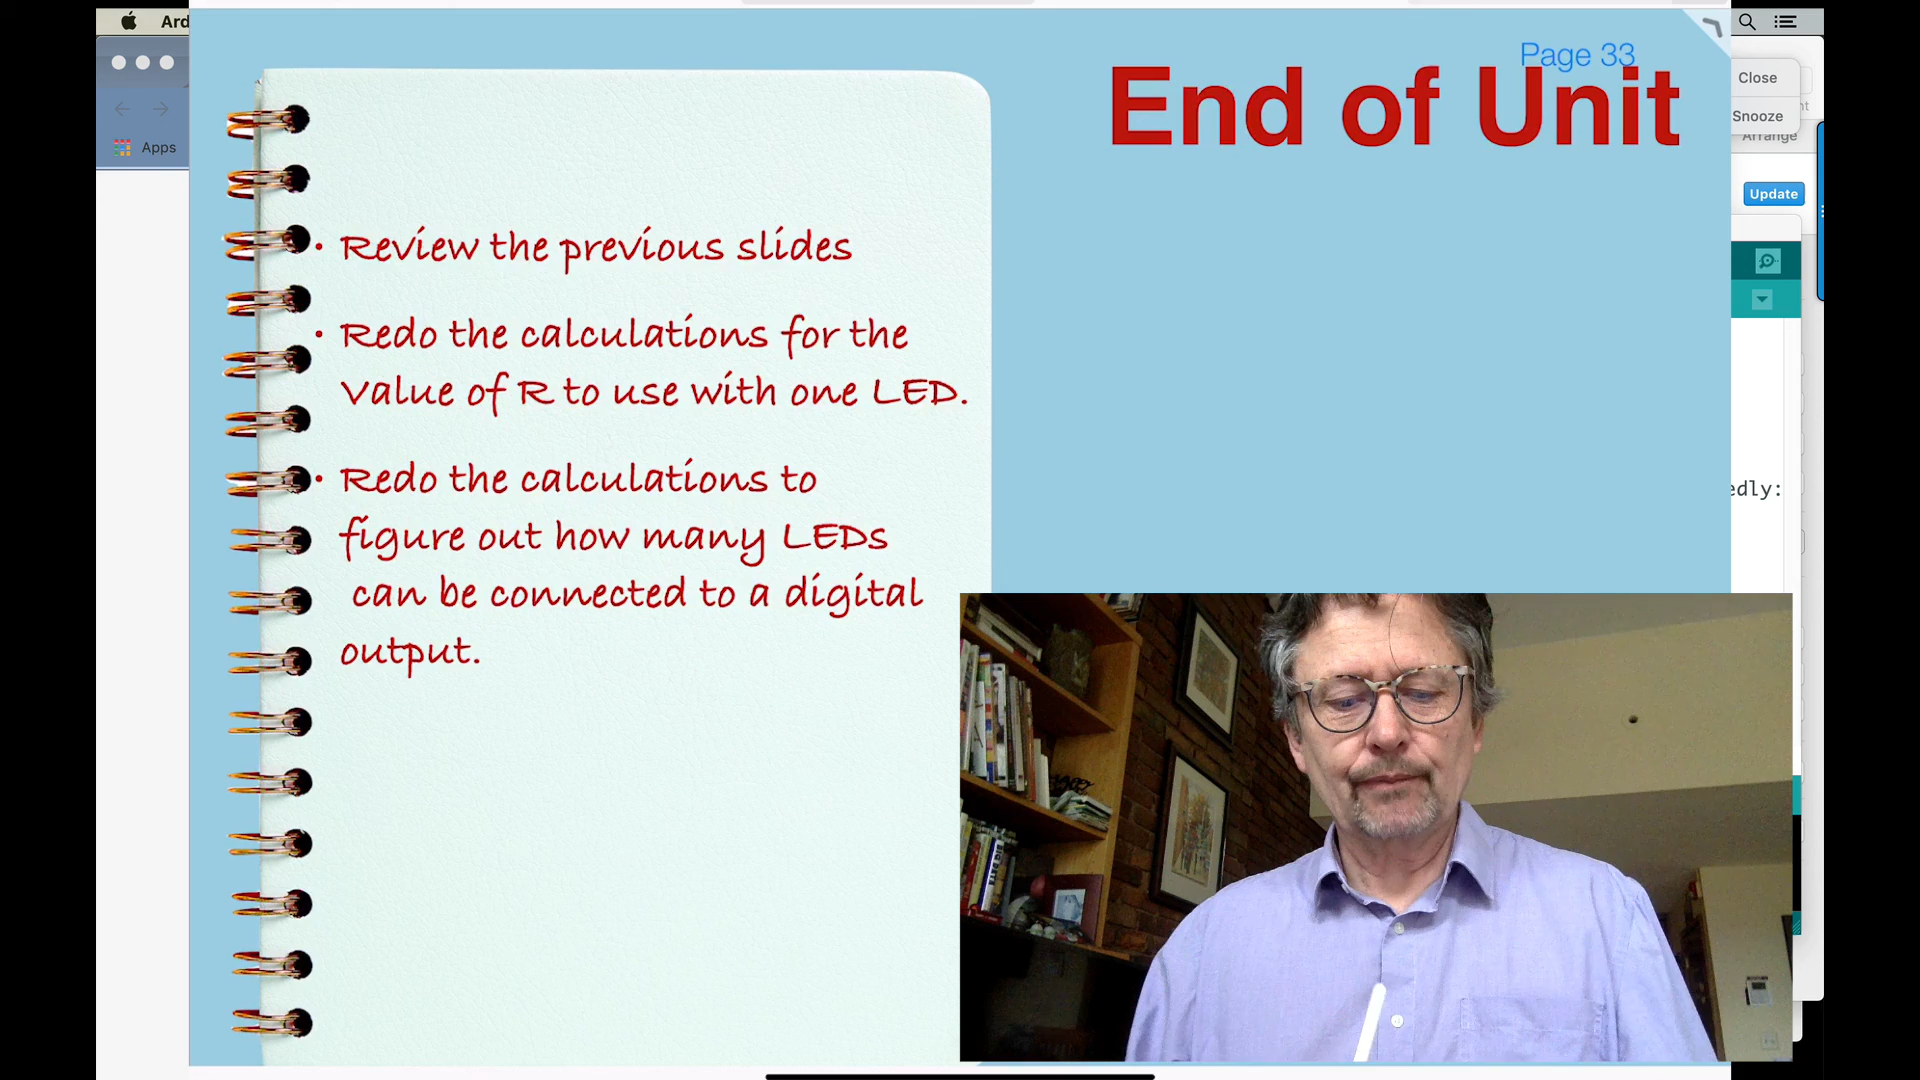 Ard
Apps
Page 33
End of Unit
• Review the previous slides
• Redo the calculations for the
Value of R to use with one LED.
• Redo the calculations to
figure out how many LEDs
can be connected to a digital
output.
Close
Snooze
Arrange
Update
edly:
BIG DATA